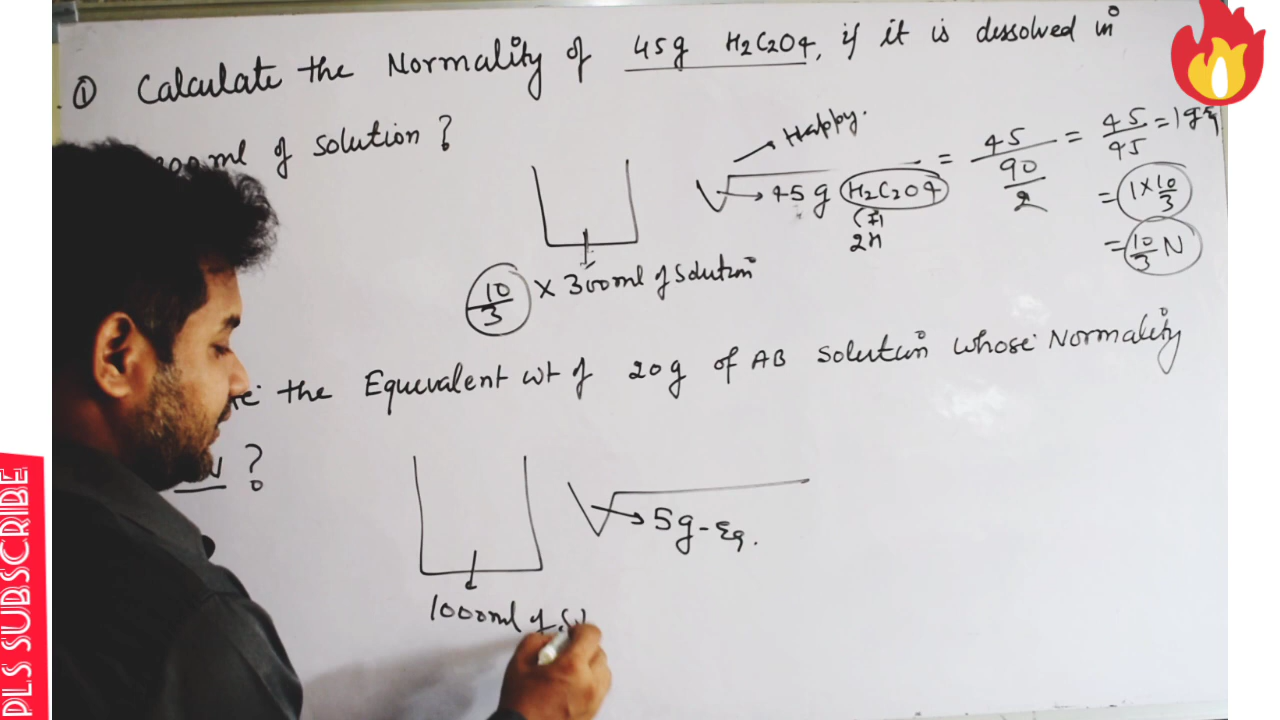 ① Calculate the Normality of 45g H2C2O4, if it is dissolved in
ml of solution ?
Happy.
45 g H2C2O4 = 45 / 90/2 = 45/45 = 1 g Eq
2H
= 1 × 10/3
= 10/3 N
10/3 × 300ml of Solution
the Equivalent wt of 20g of AB solution whose Normality
N ?
5g-Eq.
1000ml of
PLS SUBSCRIBE